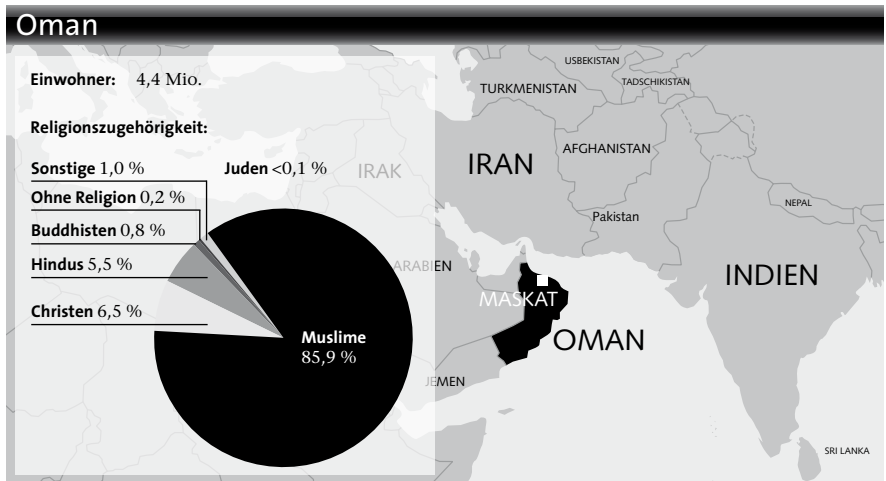 Oman
Einwohner: 4,4 Mio.
Religionszugehörigkeit:
Sonstige 1,0 %
Juden <0,1 %
Ohne Religion 0,2 %
Buddhisten 0,8 %
Hindus 5,5 %
Christen 6,5 %
Muslime
85,9 %
USBEKISTAN
TURKMENISTAN
TADSCHIKISTAN
IRAK
IRAN
AFGHANISTAN
NEPAL
Pakistan
ARABIEN
INDIEN
MASKAT
OMAN
JEMEN
SRI LANKA